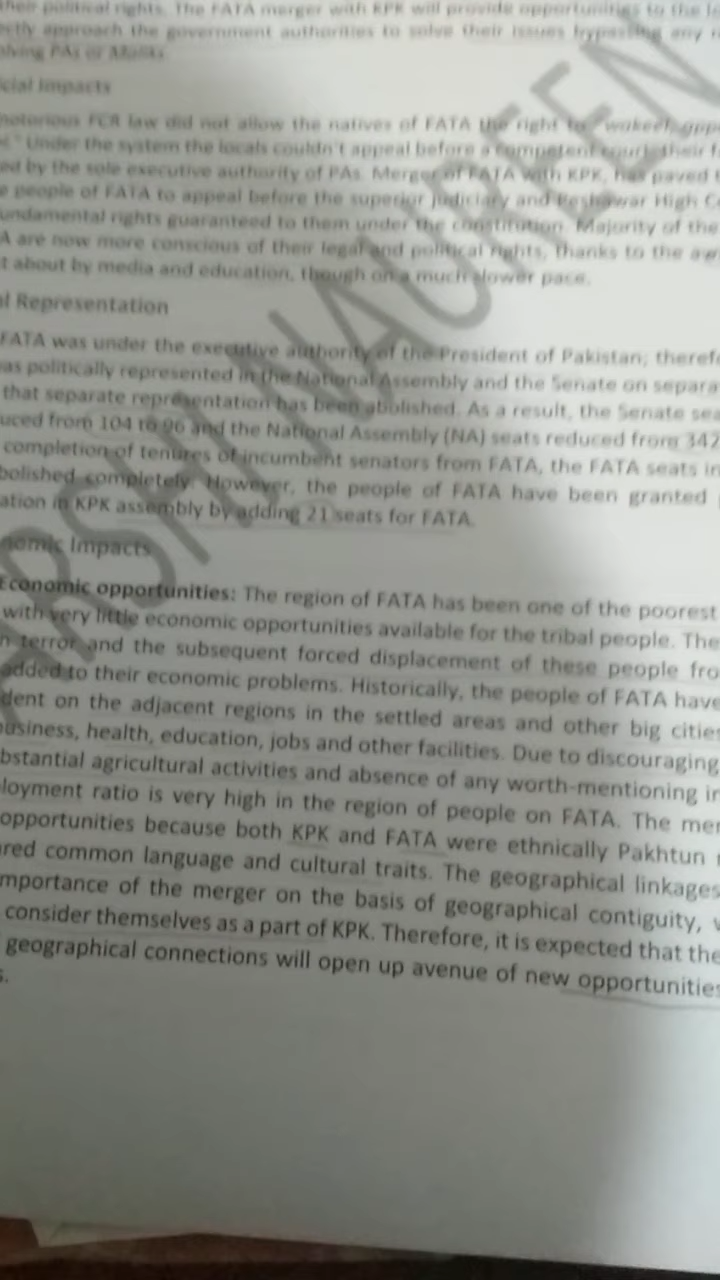 their political rights. The FATA merger with KPK will provide opportunities to the
ctly approach the government authorities to solve their issues bypassing any
olving PAs or Maliks.
cial Impacts
notorious FCR law did not allow the natives of FATA the right to "wakeel,
Under the system the locals couldn't appeal before a competent court their
ed by the sole executive authority of PAs. Merger of FATA with KPK, has paved
e people of FATA to appeal before the superior judiciary and Peshawar High
undamental rights guaranteed to them under the constitution. Majority of the
A are now more conscious of their legal and political rights, thanks to the
t about by media and education, though on a much slower pace.
al Representation
FATA was under the executive authority of the President of Pakistan; theref
as politically represented in the National Assembly and the Senate on separa
that separate representation has been abolished. As a result, the Senate sea
uced from 104 to 96 and the National Assembly (NA) seats reduced from 342
completion of tenures of incumbent senators from FATA, the FATA seats in
bolished completely. However, the people of FATA have been granted
ation in KPK assembly by adding 21 seats for FATA.
nomic Impacts
Economic opportunities: The region of FATA has been one of the poorest
with very little economic opportunities available for the tribal people. The
n terror and the subsequent forced displacement of these people fro
added to their economic problems. Historically, the people of FATA have
dent on the adjacent regions in the settled areas and other big cities
business, health, education, jobs and other facilities. Due to discouraging
bstantial agricultural activities and absence of any worth-mentioning in
loyment ratio is very high in the region of people on FATA. The mer
opportunities because both KPK and FATA were ethnically Pakhtun
ared common language and cultural traits. The geographical linkages
mportance of the merger on the basis of geographical contiguity,
consider themselves as a part of KPK. Therefore, it is expected that the
geographical connections will open up avenue of new opportunities
s.
ARSHI NAUREEN